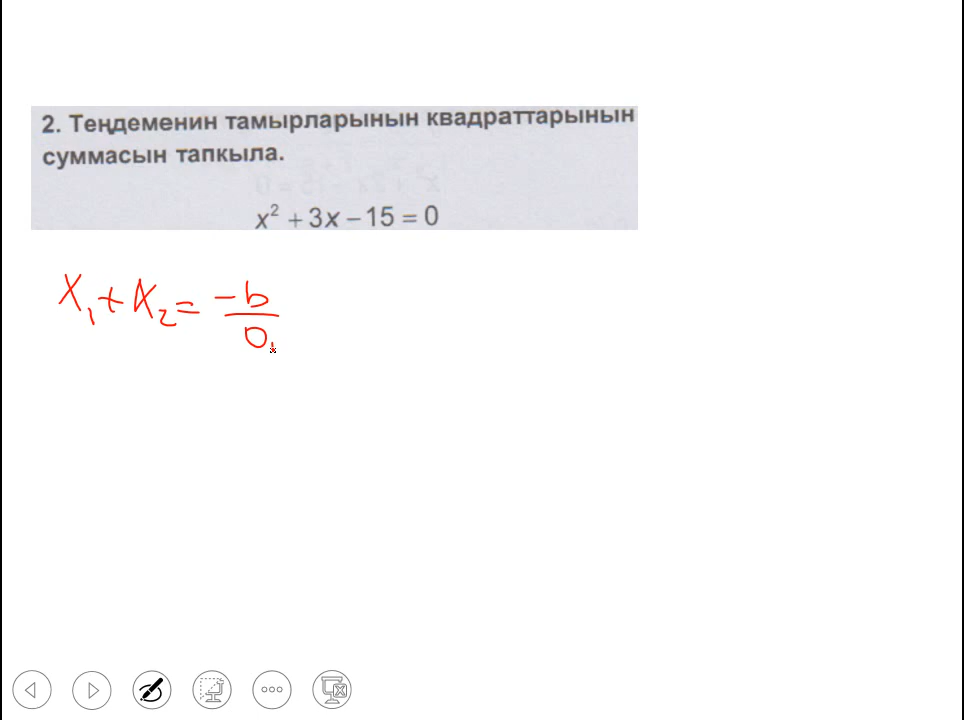 2. Теңдеменин тамырларынын квадраттарынын
суммасын тапкыла.
x² + 3x − 15 = 0
x₁ + x₂ = −b/a